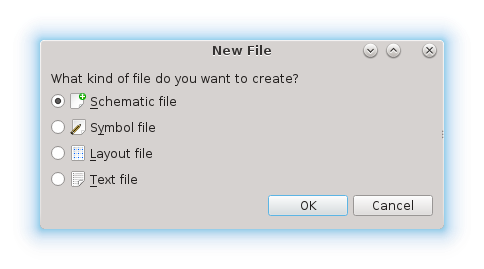 New File
What kind of file do you want to create?
Schematic file
Symbol file
Layout file
Text file
OK Cancel